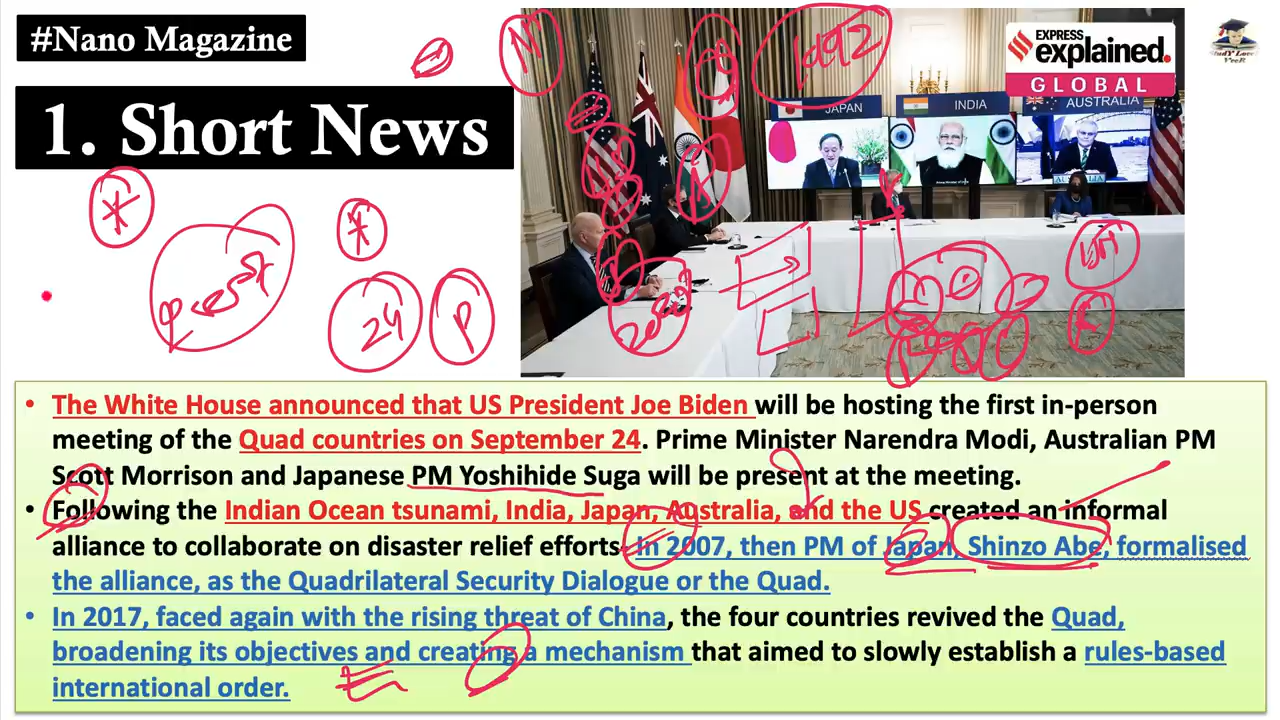 #Nano Magazine
1. Short News
1992
EXPRESS
explained.
GLOBAL
JAPAN
INDIA
AUSTRALIA
AUSTRALIA
24
P
• The White House announced that US President Joe Biden will be hosting the first in-person
meeting of the Quad countries on September 24. Prime Minister Narendra Modi, Australian PM
Scott Morrison and Japanese PM Yoshihide Suga will be present at the meeting.
• Following the Indian Ocean tsunami, India, Japan, Australia, and the US created an informal
alliance to collaborate on disaster relief efforts. In 2007, then PM of Japan, Shinzo Abe, formalised
the alliance, as the Quadrilateral Security Dialogue or the Quad.
• In 2017, faced again with the rising threat of China, the four countries revived the Quad,
broadening its objectives and creating a mechanism that aimed to slowly establish a rules-based
international order.